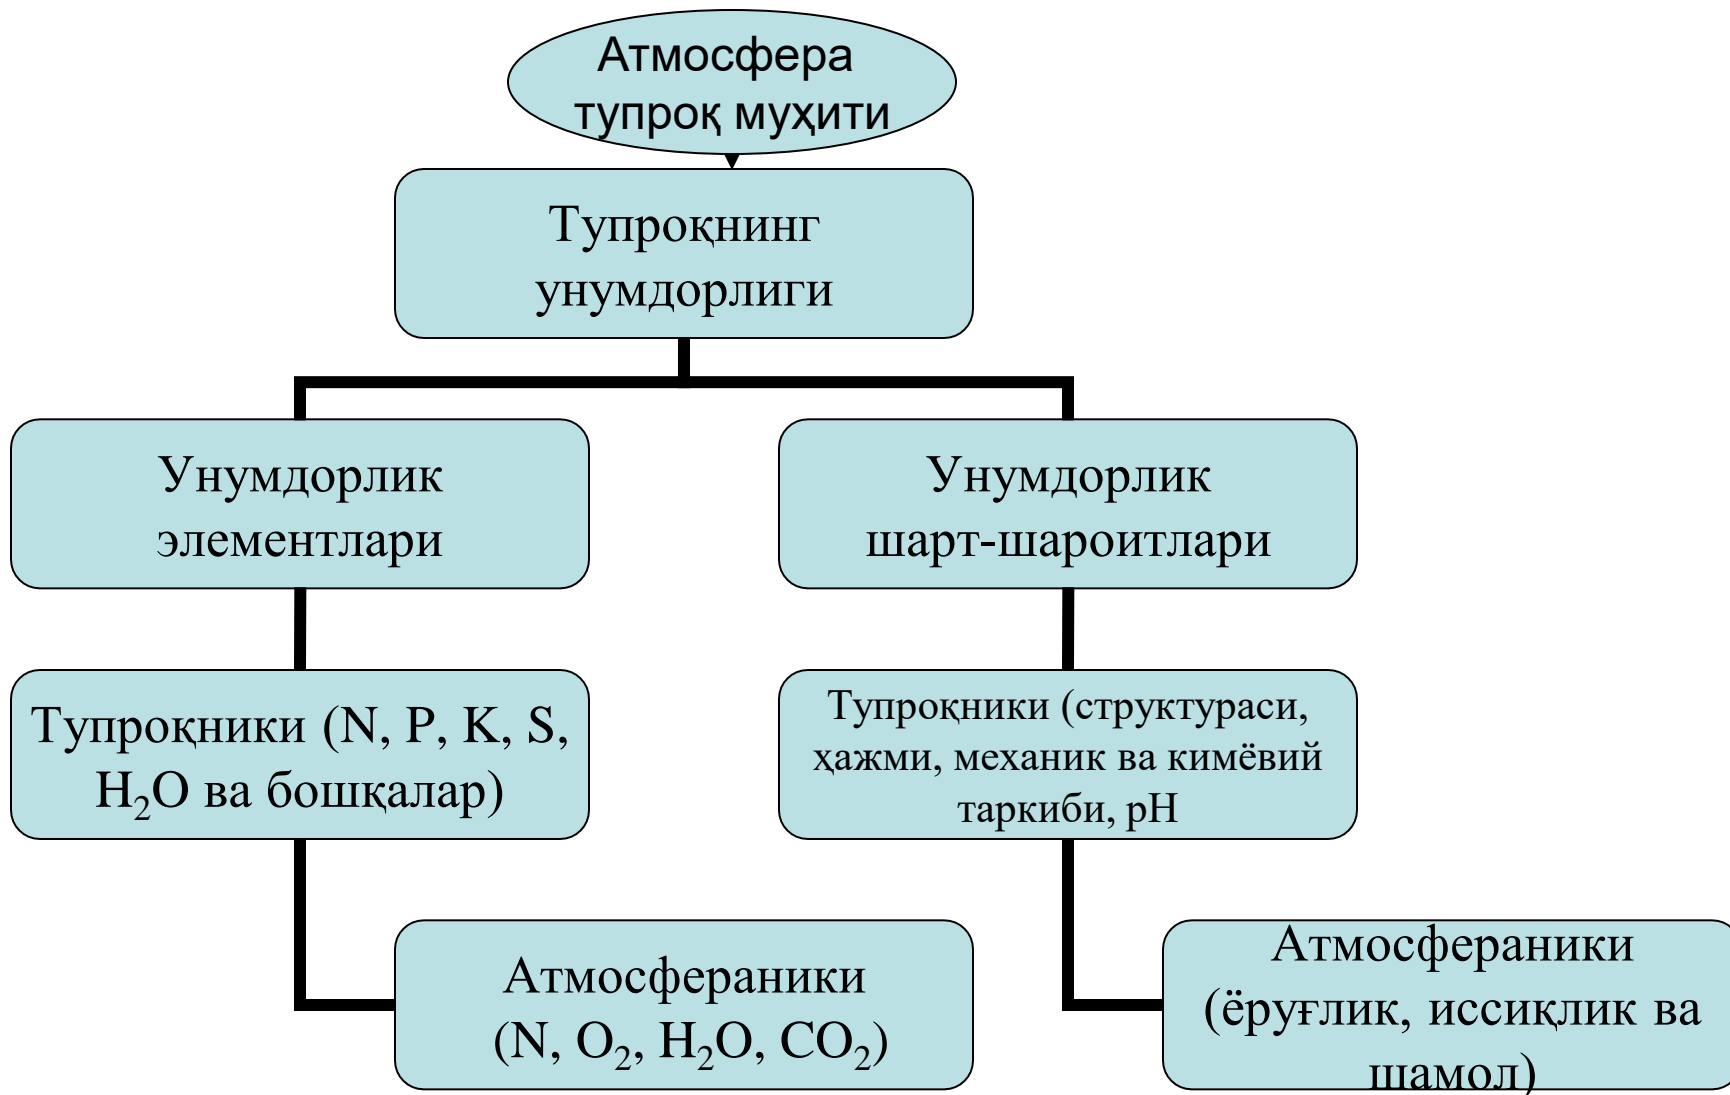 Атмосфера
тупроқ муҳити
Тупроқнинг
унумдорлиги
Унумдорлик
элементлари
Унумдорлик
шарт-шароитлари
Тупроқники (N, P, K, S,
H₂O ва бошқалар)
Тупроқники (структураси,
ҳажми, механик ва кимёвий
таркиби, pH
Атмосфераники
(N, O₂, H₂O, CO₂)
Атмосфераники
(ёруғлик, иссиқлик ва
шамол)